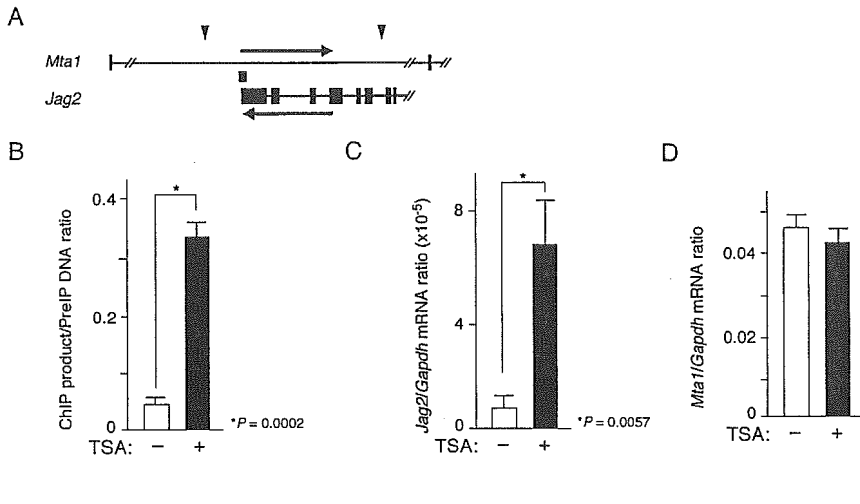 A
Mta1
Jag2
B
ChIP product/PreIP DNA ratio
0.4
0.2
0
*
TSA: − +
*P = 0.0002
C
Jag2/Gapdh mRNA ratio (x10-5)
8
4
0
*
TSA: − +
*P = 0.0057
D
Mta1/Gapdh mRNA ratio
0.04
0.02
0
TSA: − +